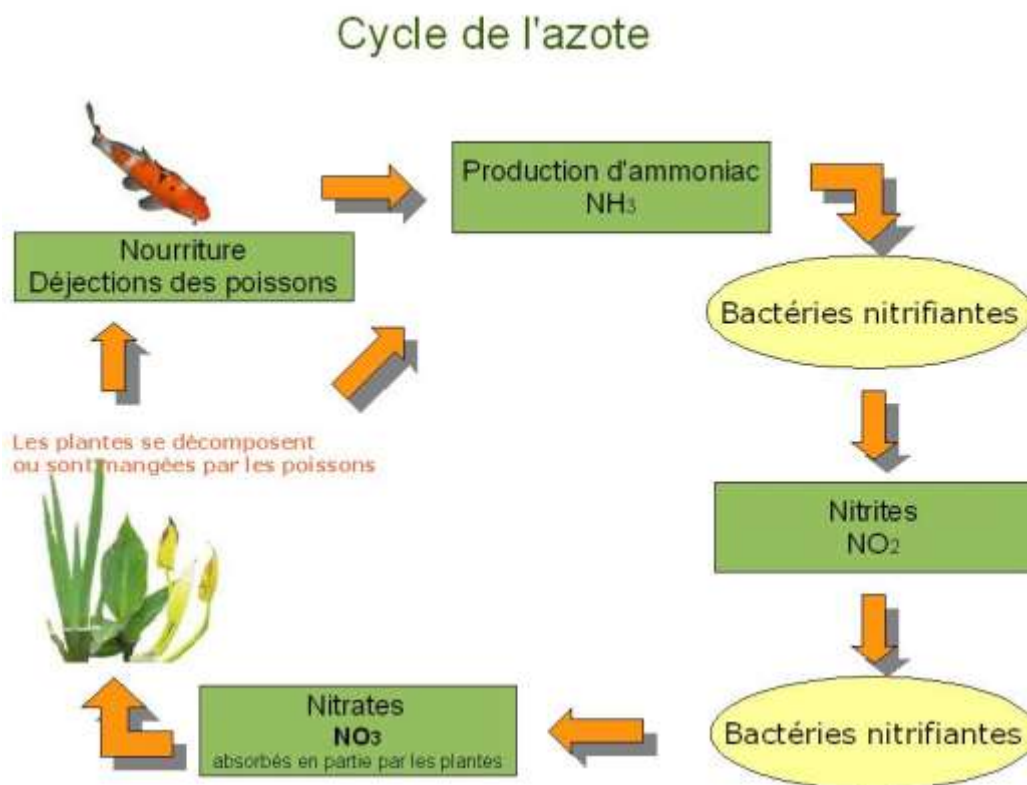 Cycle de l'azote
Nourriture
Déjections des poissons
Production d'ammoniac
NH3
Bactéries nitrifiantes
Nitrites
NO2
Bactéries nitrifiantes
Nitrates
NO3
absorbés en partie par les plantes
Les plantes se décomposent
ou sont mangées par les poissons